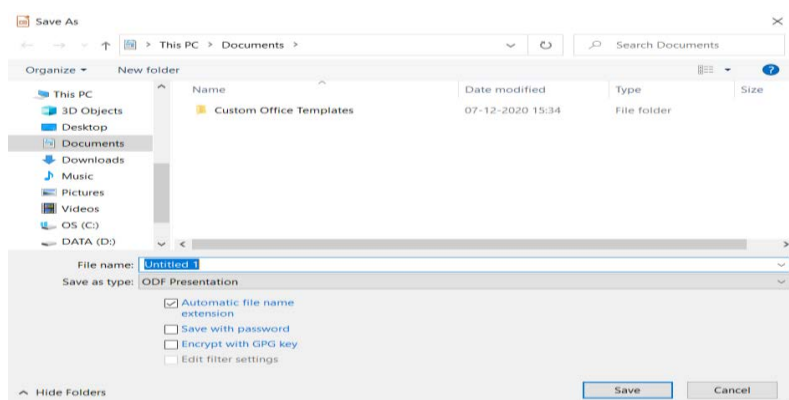 Save As
This PC > Documents >
Search Documents
Organize
New folder
Name Date modified Type Size
This PC
3D Objects
Desktop
Documents
Downloads
Music
Pictures
Videos
OS (C:)
DATA (D:)
Custom Office Templates 07-12-2020 15:34 File folder
File name: Untitled 1
Save as type: ODF Presentation
Automatic file name
extension
Save with password
Encrypt with GPG key
Edit filter settings
Hide Folders
Save
Cancel